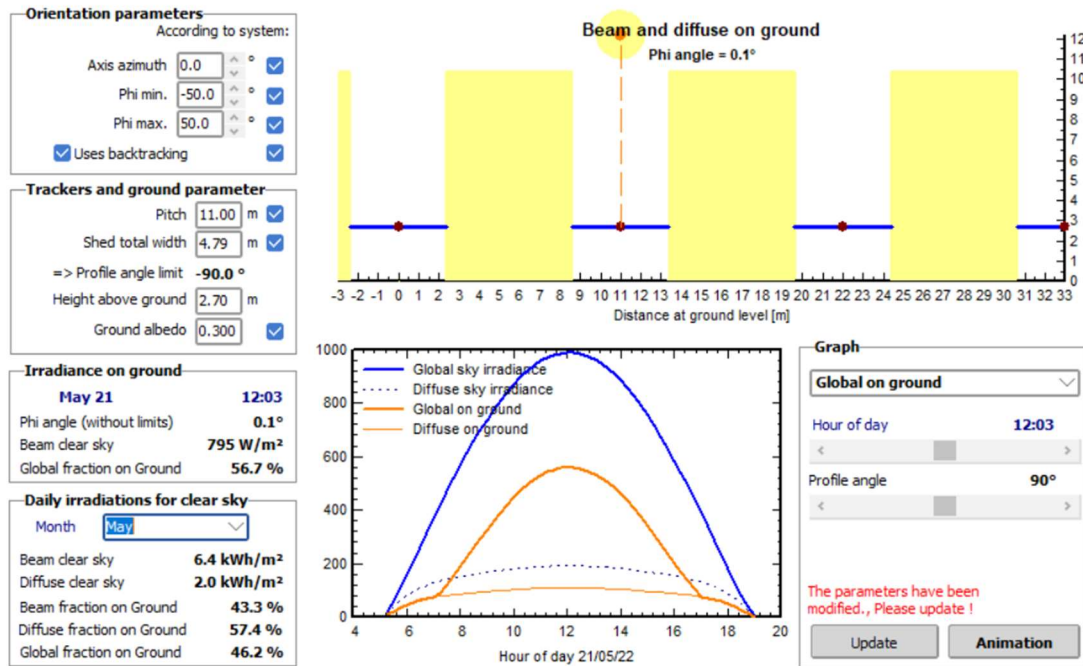 Orientation parameters
According to system:
Axis azimuth 0.0 °
Phi min. -50.0 °
Phi max. 50.0 °
Uses backtracking
Trackers and ground parameter
Pitch 11.00 m
Shed total width 4.79 m
=> Profile angle limit -90.0 °
Height above ground 2.70 m
Ground albedo 0.300
Irradiance on ground
May 21 12:03
Phi angle (without limits) 0.1°
Beam clear sky 795 W/m²
Global fraction on Ground 56.7 %
Daily irradiations for clear sky
Month May
Beam clear sky 6.4 kWh/m²
Diffuse clear sky 2.0 kWh/m²
Beam fraction on Ground 43.3 %
Diffuse fraction on Ground 57.4 %
Global fraction on Ground 46.2 %
Beam and diffuse on ground
Phi angle = 0.1°
12
11
10
9
8
7
6
5
4
3
2
1
0
-3 -2 -1 0 1 2 3 4 5 6 7 8 9 10 11 12 13 14 15 16 17 18 19 20 21 22 23 24 25 26 27 28 29 30 31 32 33
Distance at ground level [m]
1000
800
600
400
200
0
Global sky irradiance
Diffuse sky irradiance
Global on ground
Diffuse on ground
4 6 8 10 12 14 16 18 20
Hour of day 21/05/22
Graph
Global on ground
Hour of day 12:03
Profile angle 90°
The parameters have been
modified., Please update !
Update Animation